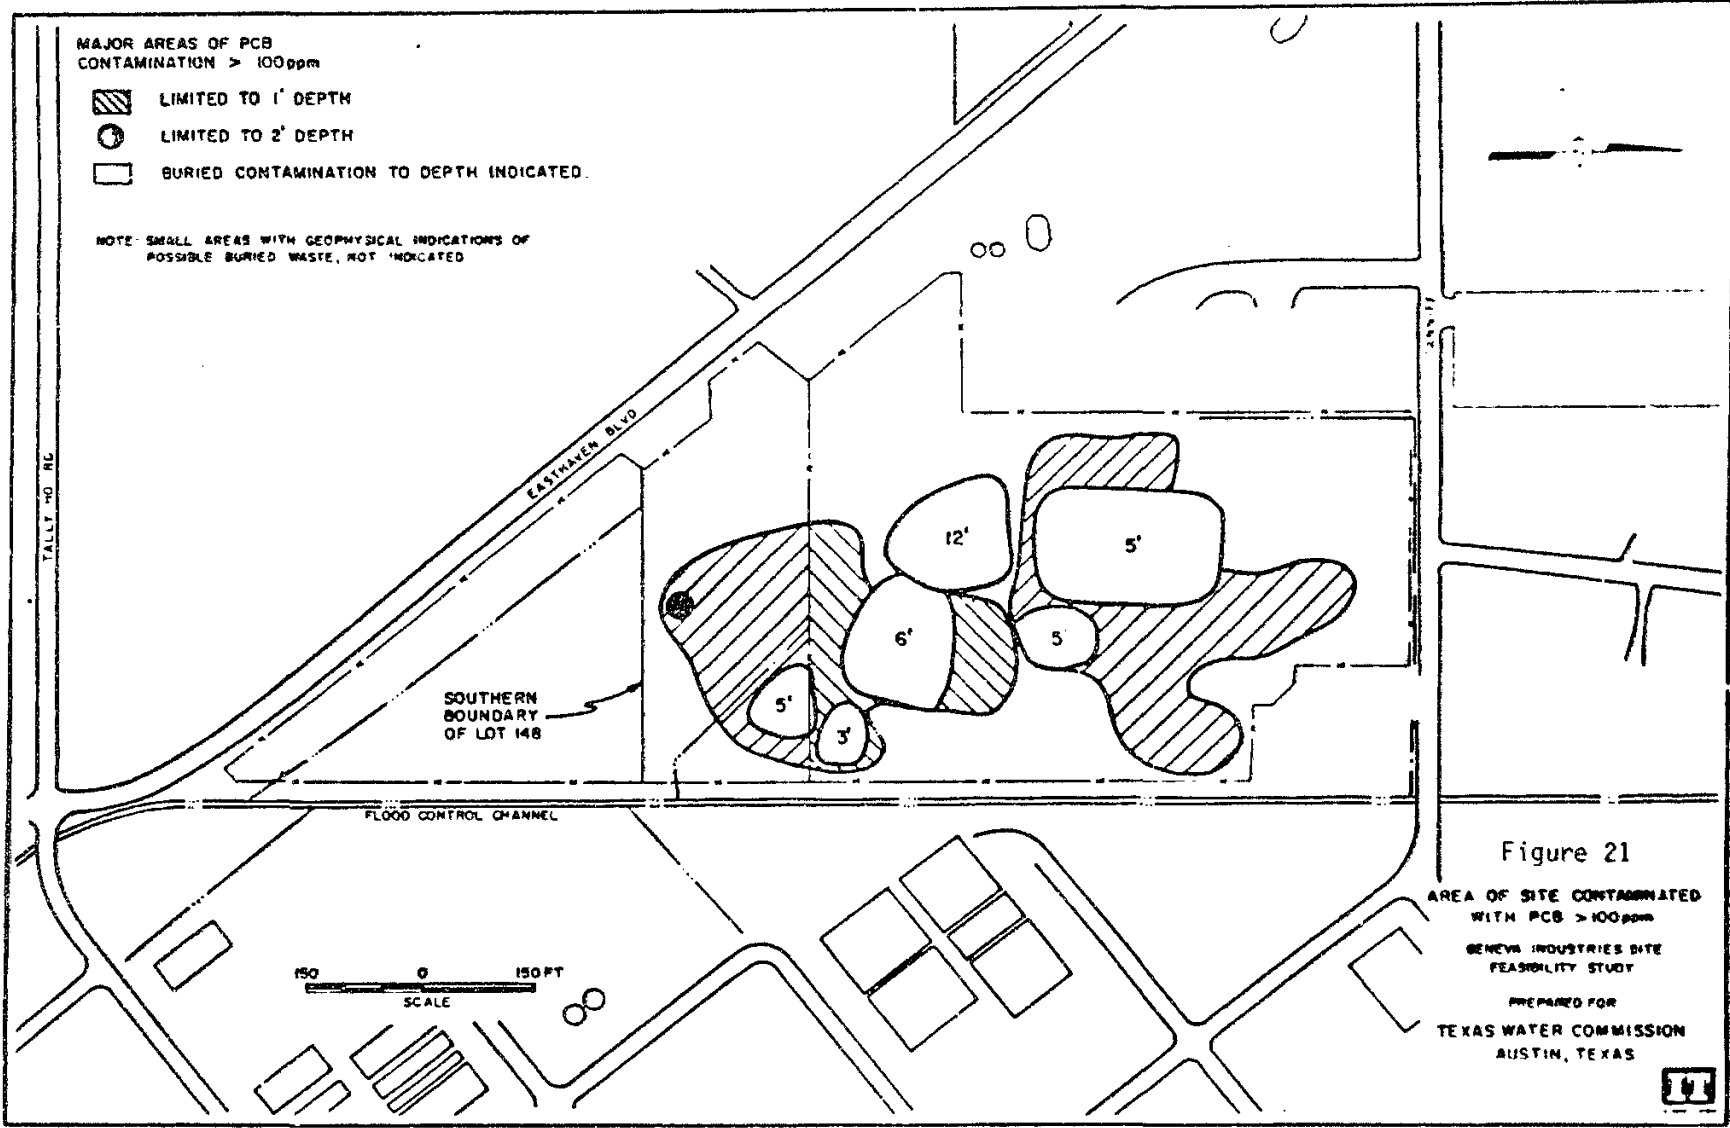 MAJOR AREAS OF PCB
CONTAMINATION > 100ppm
LIMITED TO 1' DEPTH
LIMITED TO 2' DEPTH
BURIED CONTAMINATION TO DEPTH INDICATED.
NOTE: SMALL AREAS WITH GEOPHYSICAL INDICATIONS OF
POSSIBLE BURIED WASTE, NOT INDICATED
TALLY HO RD
EASTHAVEN BLVD
12'
5'
6'
5
5'
3'
SOUTHERN
BOUNDARY
OF LOT 148
FLOOD CONTROL CHANNEL
150 0 150 FT
SCALE
Figure 21
AREA OF SITE CONTAMINATED
WITH PCB >100ppm
GENEVA INDUSTRIES SITE
FEASIBILITY STUDY
PREPARED FOR
TEXAS WATER COMMISSION
AUSTIN, TEXAS
IT